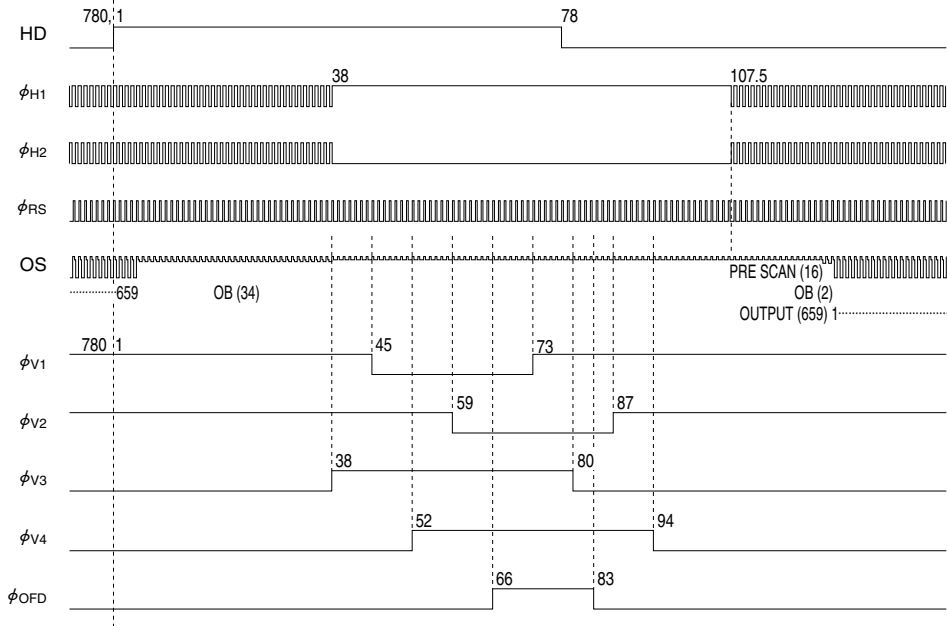 780, 1 78
HD
38 107.5
ϕH1
ϕH2
ϕRS
OS
PRE SCAN (16)
659 OB (34) OB (2)
OUTPUT (659) 1
780 1 45 73
ϕV1
59 87
ϕV2
38 80
ϕV3
52 94
ϕV4
66 83
ϕOFD